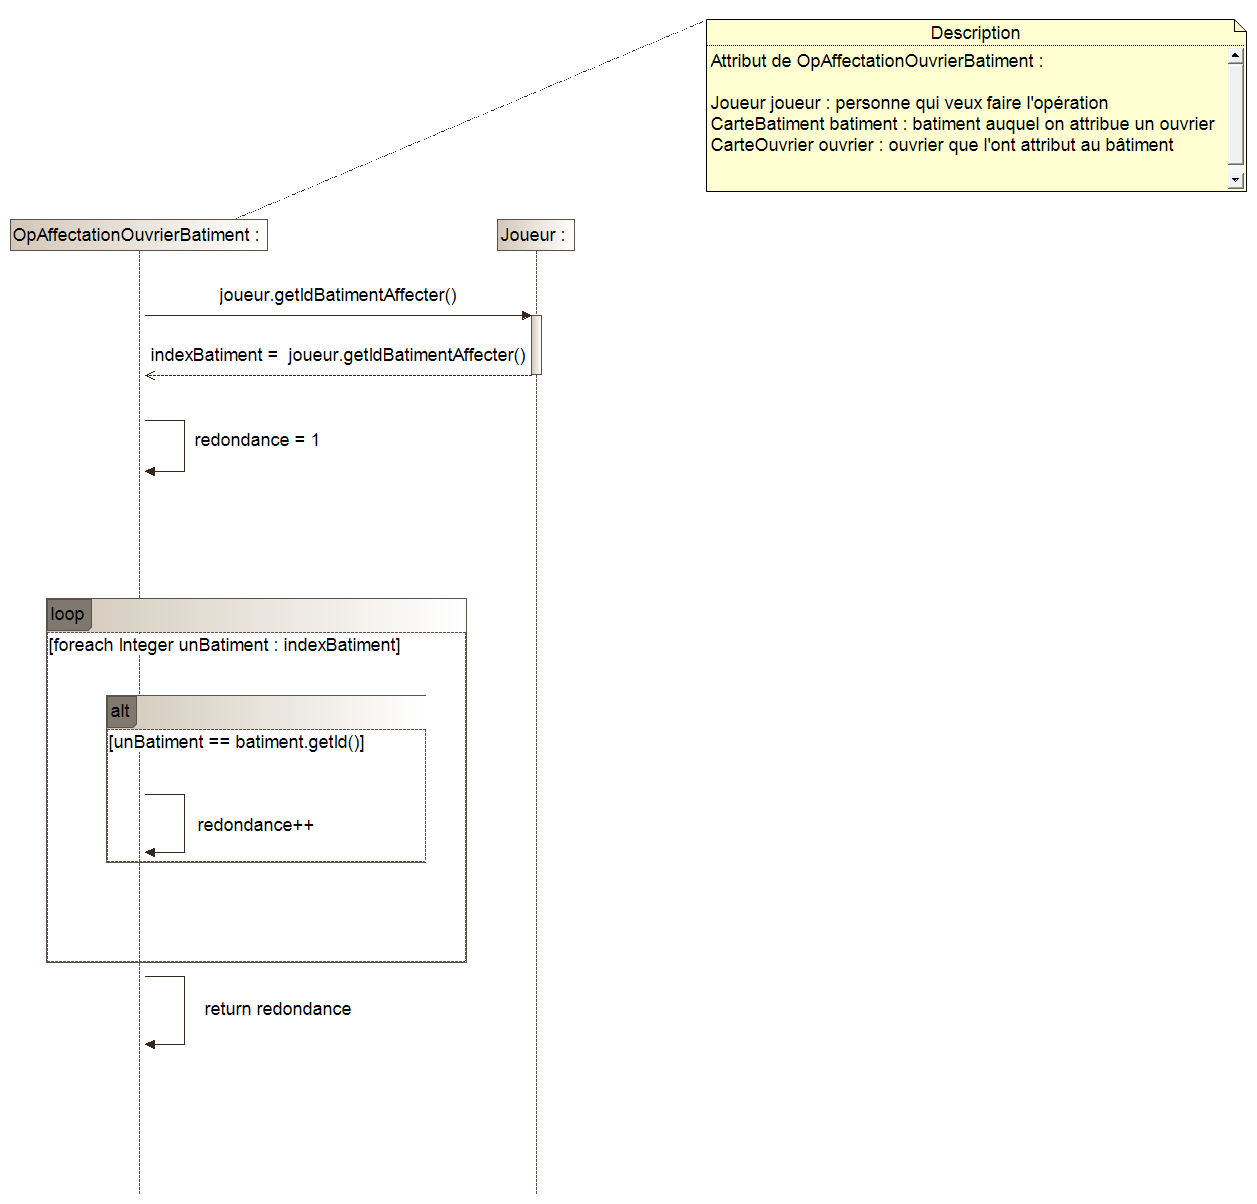 Description
Attribut de OpAffectationOuvrierBatiment :
Joueur joueur : personne qui veux faire l'opération
CarteBatiment batiment : batiment auquel on attribue un ouvrier
CarteOuvrier ouvrier : ouvrier que l'ont attribut au bâtiment
OpAffectationOuvrierBatiment :
Joueur :
joueur.getIdBatimentAffecter()
indexBatiment = joueur.getIdBatimentAffecter()
redondance = 1
loop
[foreach Integer unBatiment : indexBatiment]
alt
[unBatiment == batiment.getId()]
redondance++
return redondance